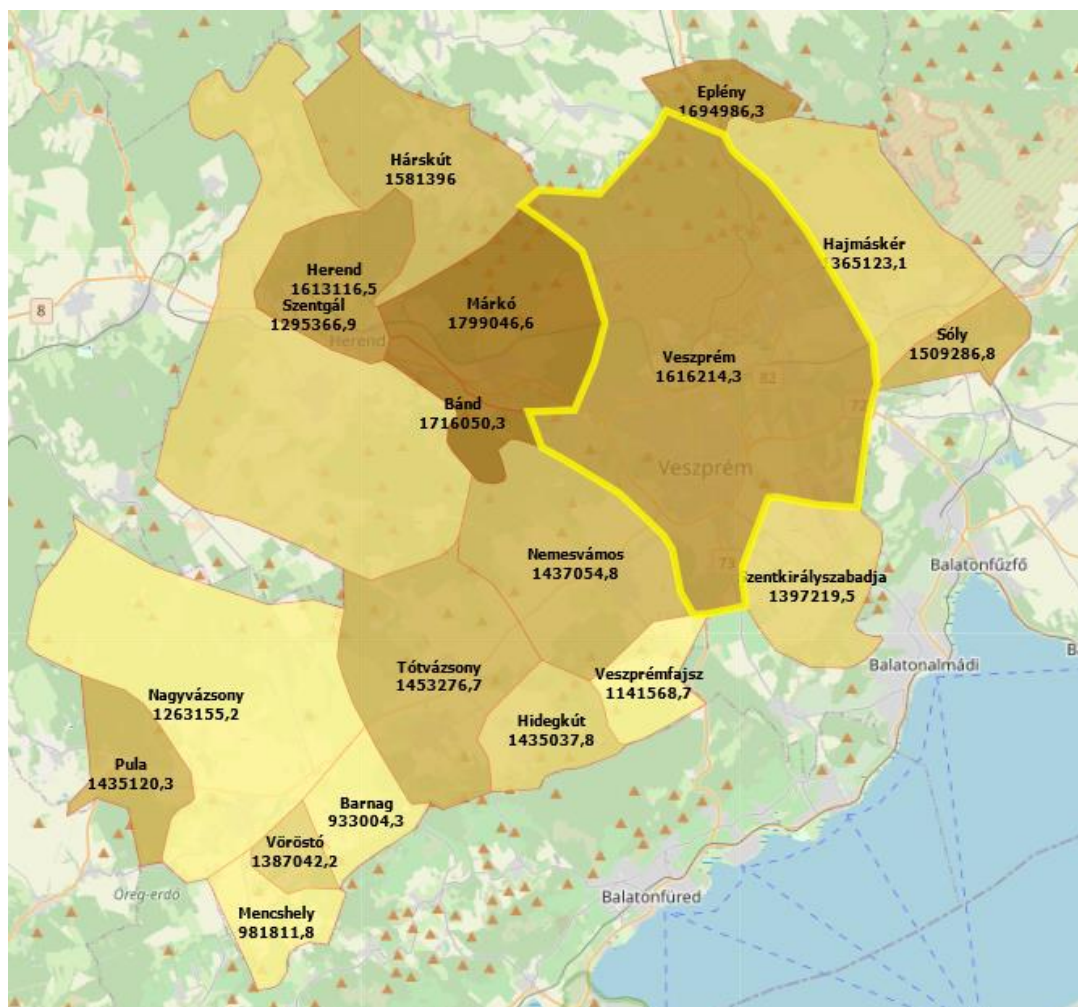 Eplény
1694986,3
Hárskút
1581396
Hajmáskér
1365123,1
Herend
1613116,5
Szentgál
1295366,9
Herend
Márkó
1799046,6
8
Veszprém
1616214,3
82
Sóly
1509286,8
72
Bánd
1716050,3
Veszprém
Nemesvámos
1437054,8
73
Szentkirályszabadja
1397219,5
Balatonfűzfő
Balatonalmádi
Tótvázsony
1453276,7
Veszprémfajsz
1141568,7
Nagyvázsony
1263155,2
Hidegkút
1435037,8
Pula
1435120,3
Barnag
933004,3
Vöröstó
1387042,2
Öreg-erdő
Balatonfüred
Mencshely
981811,8